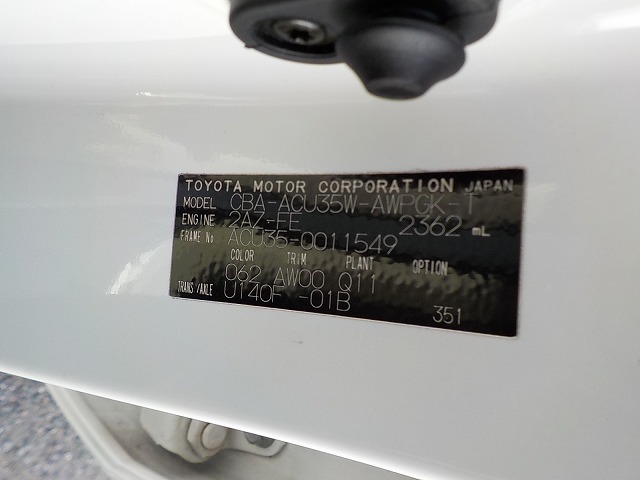 TOYOTA MOTOR CORPORATION JAPAN
MODEL CBA-ACU35W-AWPGK-T
ENGINE 2AZ-FE 2362 mL
FRAME No ACU35-0011549
COLOR TRIM PLANT OPTION
062 AW00 Q11
TRANS/AXLE U140F -01B 351